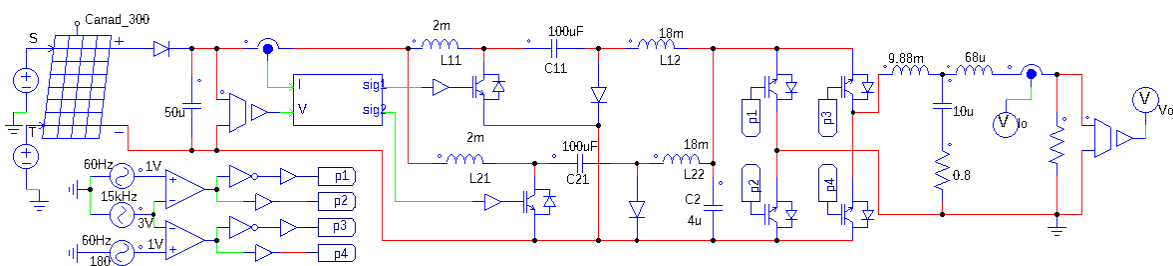 Canad_300
S
+
T
−
50u
I
V
sig1
sig2
2m
L11
100uF
C11
18m
L12
2m
L21
100uF
C21
18m
L22
C2
4u
p1
p3
p2
p4
9.88m
68u
10u
0.8
V
Io
V
Vo
60Hz
1V
15kHz
3V
60Hz
1V
180
p1
p2
p3
p4